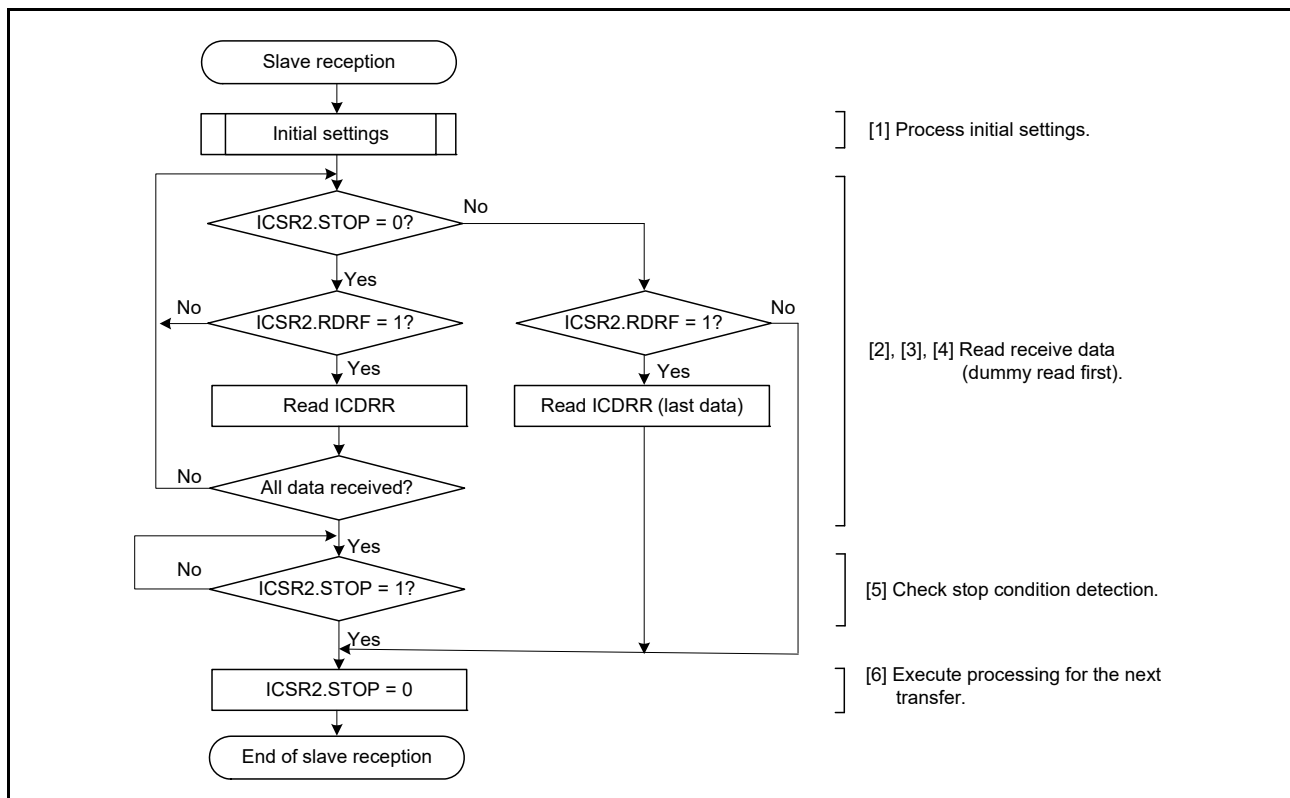 Slave reception
Initial settings
[1] Process initial settings.
ICSR2.STOP = 0?
No
Yes
No
ICSR2.RDRF = 1?
ICSR2.RDRF = 1?
No
Yes
Yes
[2], [3], [4] Read receive data
(dummy read first).
Read ICDRR
Read ICDRR (last data)
No
All data received?
Yes
No
ICSR2.STOP = 1?
[5] Check stop condition detection.
Yes
ICSR2.STOP = 0
[6] Execute processing for the next
transfer.
End of slave reception